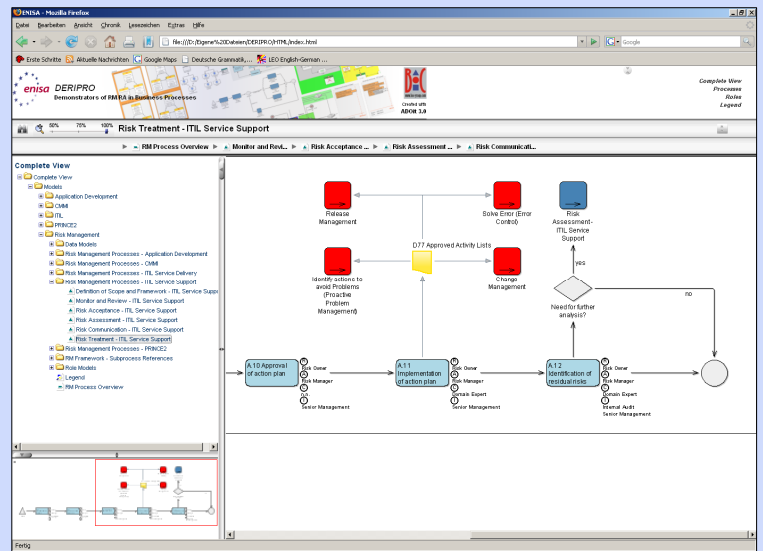 ENISA - Mozilla Firefox
Datei Bearbeiten Ansicht Chronik Lesezeichen Extras Hilfe
file:///D:/Eigene%20Dateien/DERIPRO/HTML/index.html
Google
Erste Schritte Aktuelle Nachrichten Google Maps Deutsche Grammatik,... LEO English-German ...
enisa DERIPRO
Demonstrators of RM/RA in Business Processes
Created with
ADOit 3.0
Complete View
Processes
Roles
Legend
50% 75% 100% Risk Treatment - ITIL Service Support
RM Process Overview Monitor and Revi... Risk Acceptance ... Risk Assessment ... Risk Communicati...
Complete View
Complete View
Models
Application Development
CMMI
ITIL
PRINCE2
Risk Management
Data Models
Risk Management Processes - Application Development
Risk Management Processes - CMMI
Risk Management Processes - ITIL Service Delivery
Risk Management Processes - ITIL Service Support
Definition of Scope and Framework - ITIL Service Suppo
Monitor and Review - ITIL Service Support
Risk Acceptance - ITIL Service Support
Risk Assessment - ITIL Service Support
Risk Communication - ITIL Service Support
Risk Treatment - ITIL Service Support
Risk Management Processes - PRINCE2
RM Framework - Subprocess References
Role Models
Legend
RM Process Overview
Release
Management
Solve Error (Error
Control)
Risk
Assessment-
ITIL Service
Support
D77 Approved Activity Lists
Identify actions to
avoid Problems
(Proactive
Problem
Management)
Change
Management
yes
no
Need for further
analysis?
A.10 Approval
of action plan
R
Risk Owner
A
Risk Manager
C
n.n.
I
Senior Management
A.11
Implementation
of action plan
R
Risk Owner
A
Risk Manager
C
Domain Expert
I
Senior Management
A.12
Identification of
residual risks
R
Risk Owner
A
Risk Manager
C
Domain Expert
I
Internal Audit
Senior Management
Fertig